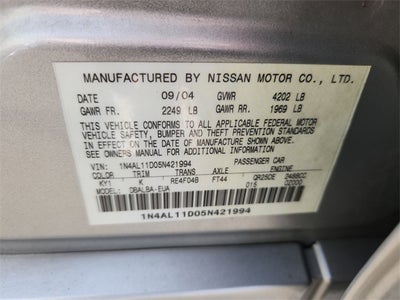 MANUFACTURED BY NISSAN MOTOR CO., LTD.
DATE 09/04 GVWR 4202 LB
GAWR FR. 2249 LB GAWR RR. 1969 LB
THIS VEHICLE CONFORMS TO ALL APPLICABLE FEDERAL MOTOR
VEHICLE SAFETY, BUMPER AND THEFT PREVENTION STANDARDS
IN EFFECT ON THE DATE OF MANUFACTURE SHOWN ABOVE.
SEE OWNERS MANUAL FOR ADDITIONAL INFORMATION
VIN: 1N4AL11D05N421994 PASSENGER CAR
COLOR TRIM TRANS AXLE ENGINE
KY1 K RE4F04B FT44 QR25DE 2488CC
DBALBA-EUA 015 02000
1N4AL11D05N421994